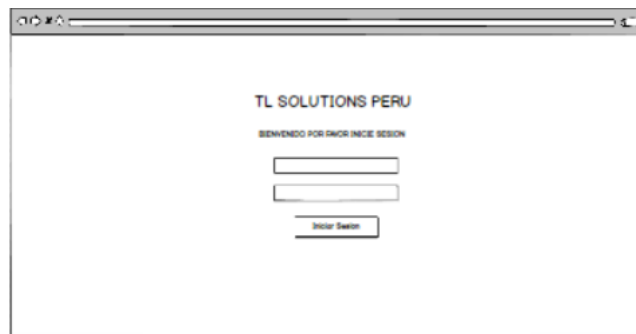 TL SOLUTIONS PERU
BIENVENIDO POR FAVOR INICIE SESION
Iniciar Sesion